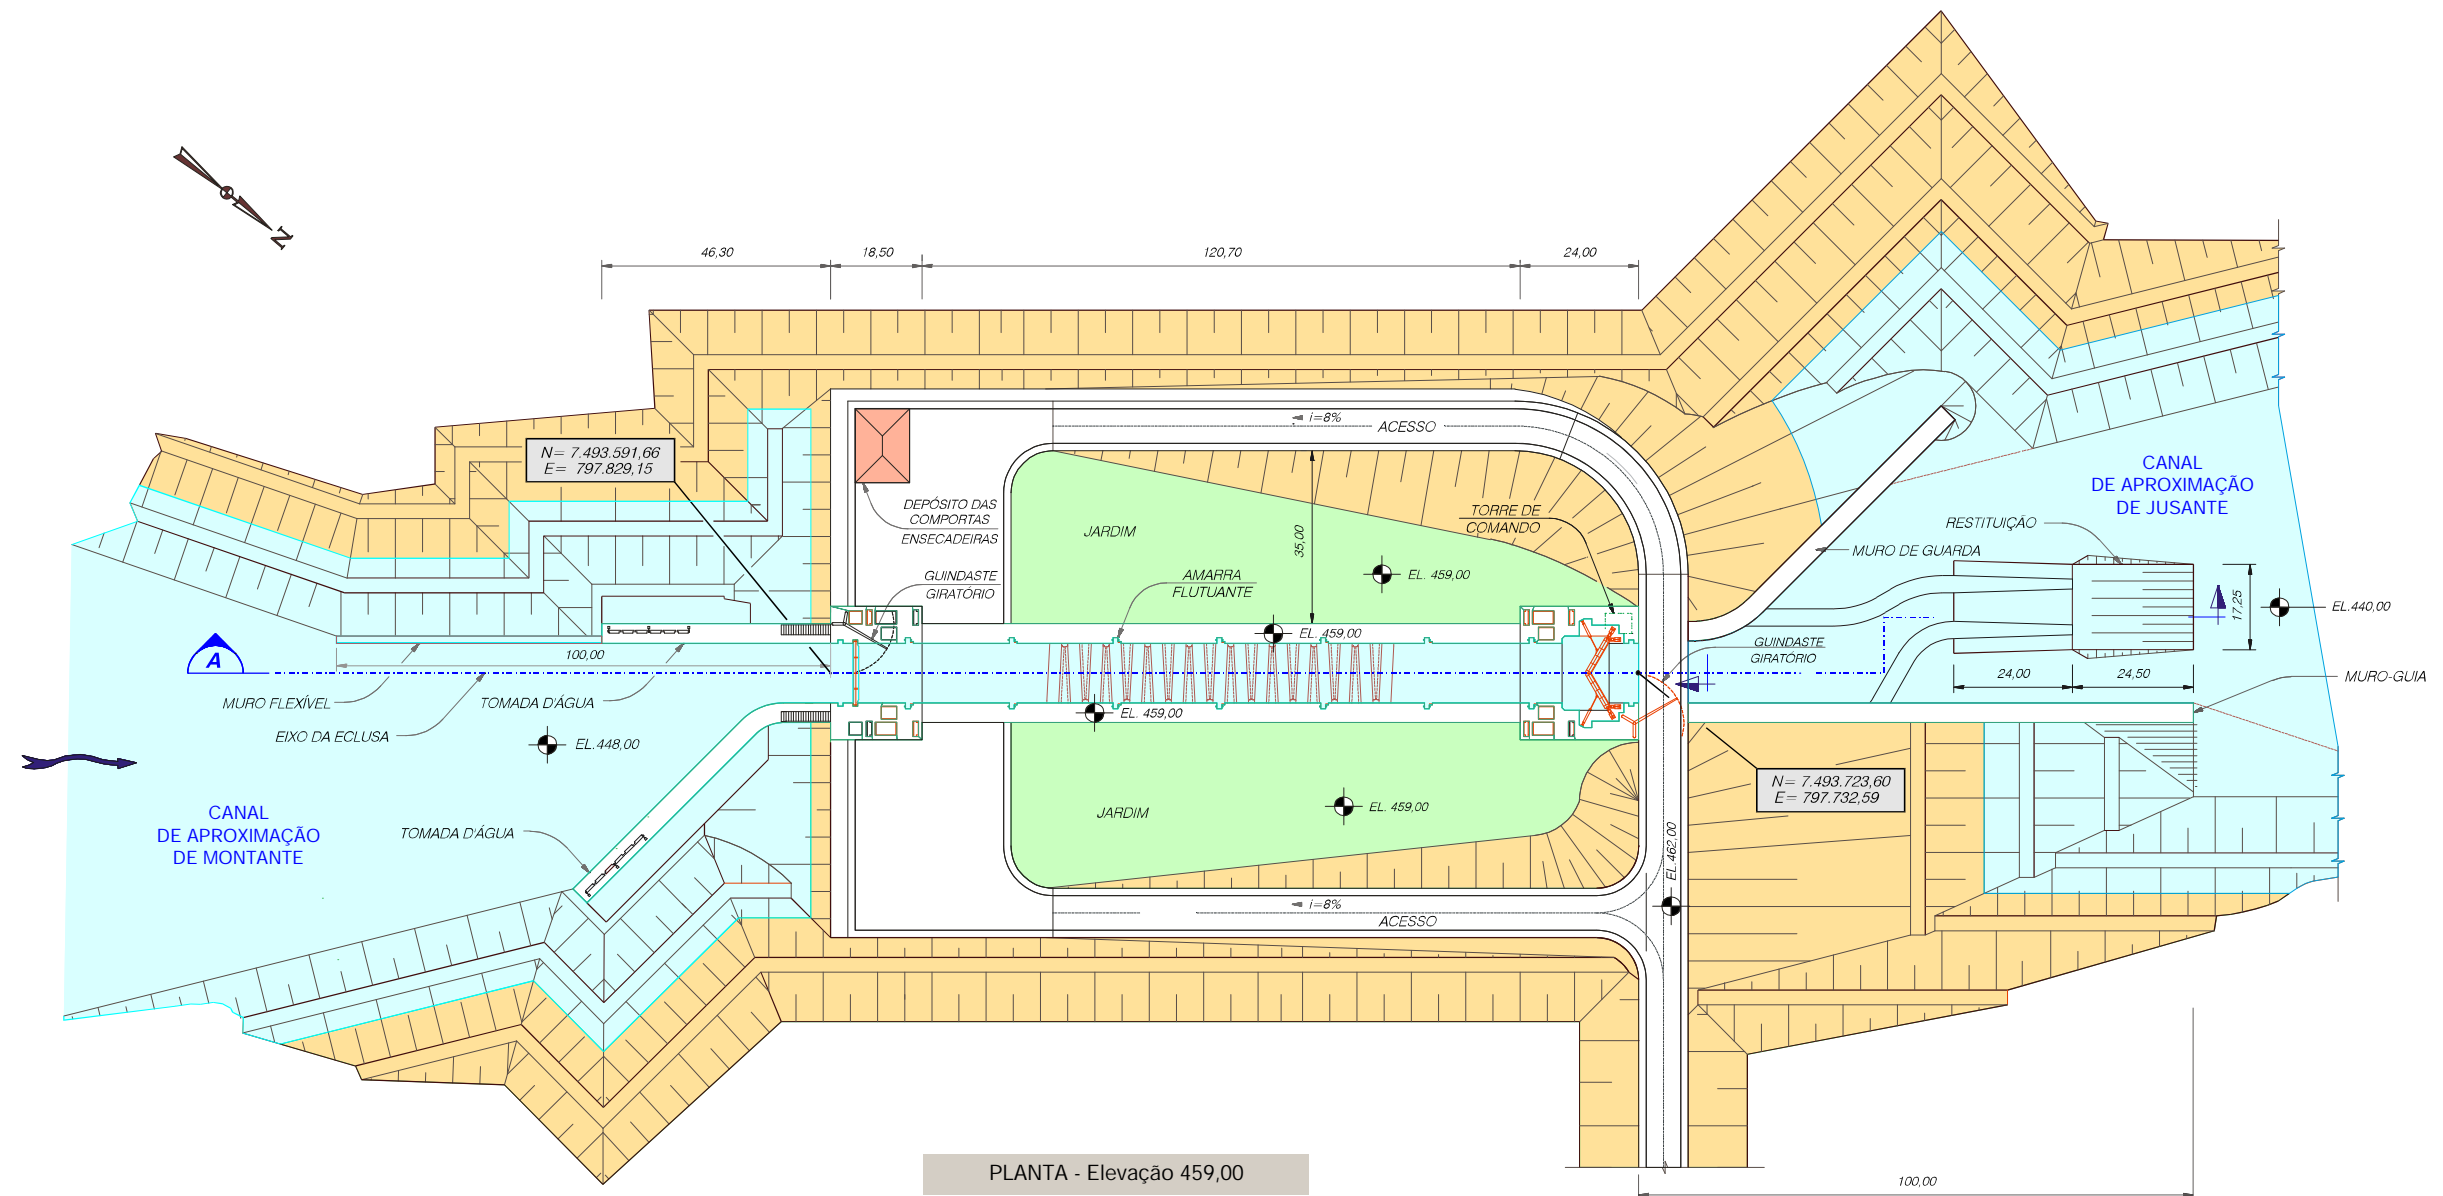 N
46,30
18,50
120,70
24,00
i=8%
ACESSO
N= 7.493.591,66
E= 797.829,15
DEPÓSITO DAS
COMPORTAS
ENSECADEIRAS
JARDIM
35,00
TORRE DE
COMANDO
CANAL
DE APROXIMAÇÃO
DE JUSANTE
RESTITUIÇÃO
MURO DE GUARDA
GUINDASTE
GIRATÓRIO
AMARRA
FLUTUANTE
EL. 459,00
17,25
EL.440,00
EL. 459,00
GUINDASTE
GIRATÓRIO
A
100,00
24,00
24,50
MURO-GUIA
MURO FLEXÍVEL
TOMADA D'ÁGUA
EL. 459,00
EIXO DA ECLUSA
EL.448,00
N= 7.493.723,60
E= 797.732,59
CANAL
DE APROXIMAÇÃO
DE MONTANTE
TOMADA D'ÁGUA
JARDIM
EL. 459,00
EL.462,00
i=8%
ACESSO
PLANTA - Elevação 459,00
100,00